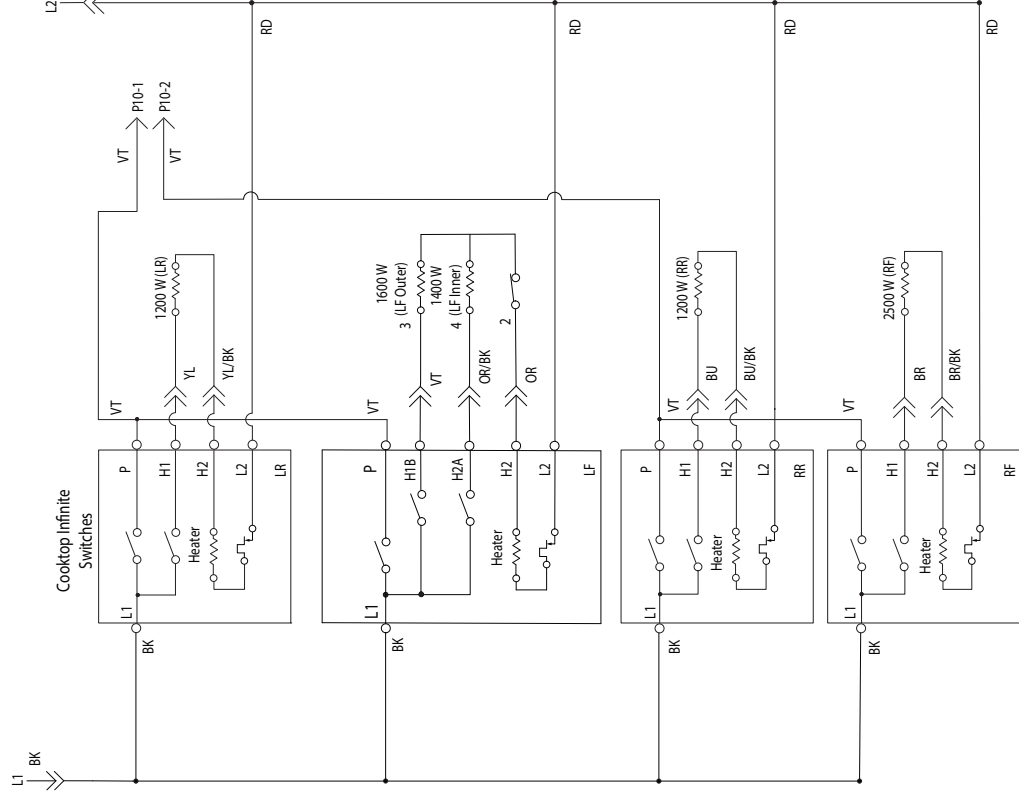 L2
RD
RD
RD
RD
P10-1
P10-2
VT
VT
1200 W (LR)
YL
YL/BK
VT
1600 W
(LF Outer)
3
1400 W
(LF Inner)
4
2
VT
OR/BK
OR
VT
1200 W (RR)
BU
BU/BK
VT
2500 W (RF)
BR
BR/BK
VT
Cooktop Infinite
Switches
P
H1
H2
L2
LR
Heater
L1
BK
P
H1B
H2A
H2
L2
LF
Heater
L1
BK
P
H1
H2
L2
RR
Heater
L1
BK
P
H1
H2
L2
RF
Heater
L1
BK
L1
BK